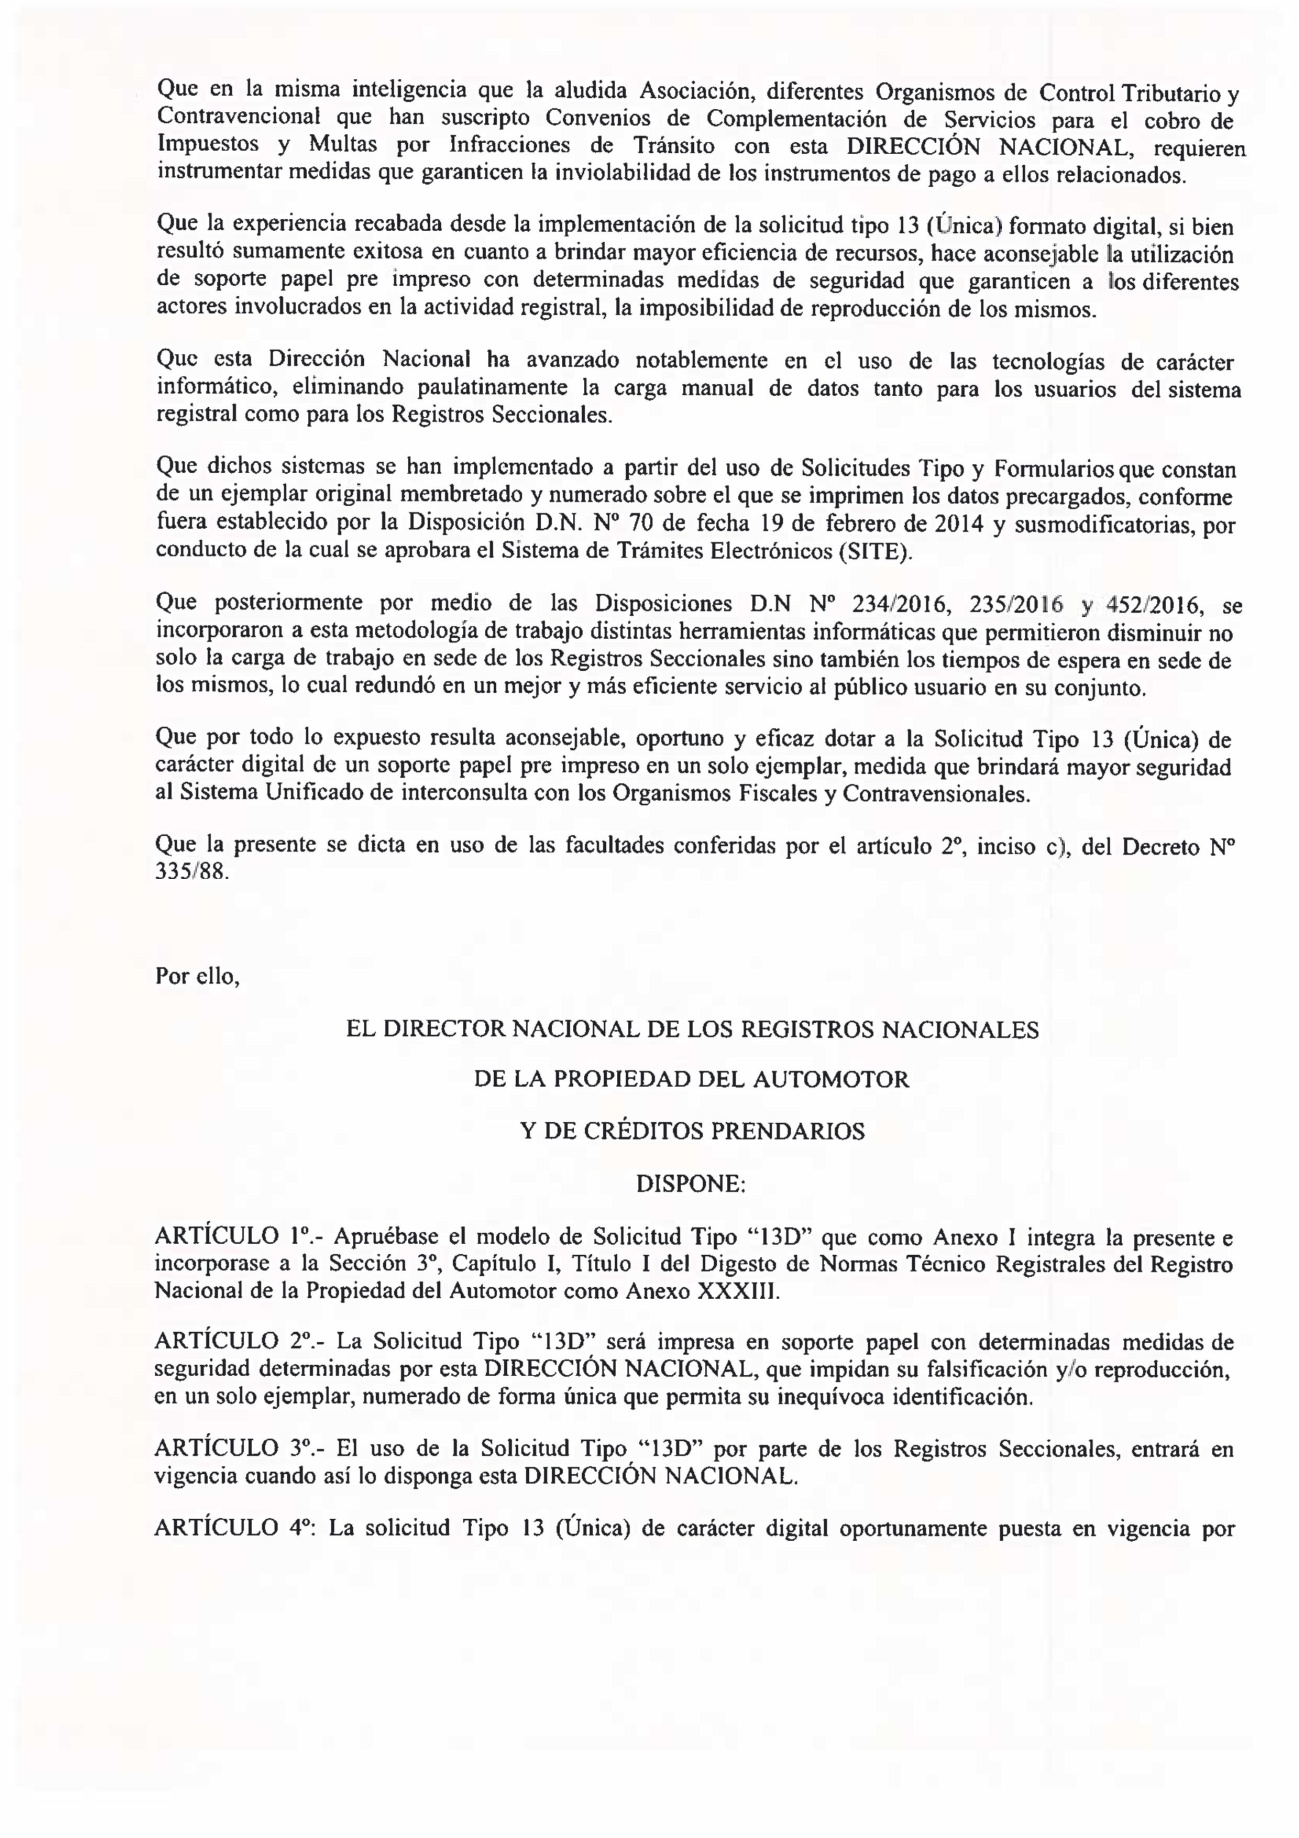 Que en la misma inteligencia que la aludida Asociación, diferentes Organismos de Control Tributario y
Contravencional que han suscripto Convenios de Complementación de Servicios para el cobro de
Impuestos y Multas por Infracciones de Tránsito con esta DIRECCIÓN NACIONAL, requieren
instrumentar medidas que garanticen la inviolabilidad de los instrumentos de pago a ellos relacionados.
Que la experiencia recabada desde la implementación de la solicitud tipo 13 (Única) formato digital, si bien
resultó sumamente exitosa en cuanto a brindar mayor eficiencia de recursos, hace aconsejable la utilización
de soporte papel pre impreso con determinadas medidas de seguridad que garanticen a los diferentes
actores involucrados en la actividad registral, la imposibilidad de reproducción de los mismos.
Que esta Dirección Nacional ha avanzado notablemente en el uso de las tecnologías de carácter
informático, eliminando paulatinamente la carga manual de datos tanto para los usuarios del sistema
registral como para los Registros Seccionales.
Que dichos sistemas se han implementado a partir del uso de Solicitudes Tipo y Formularios que constan
de un ejemplar original membretado y numerado sobre el que se imprimen los datos precargados, conforme
fuera establecido por la Disposición D.N. Nº 70 de fecha 19 de febrero de 2014 y susmodificatorias, por
conducto de la cual se aprobara el Sistema de Trámites Electrónicos (SITE).
Que posteriormente por medio de las Disposiciones D.N Nº 234/2016, 235/2016 y 452/2016, se
incorporaron a esta metodología de trabajo distintas herramientas informáticas que permitieron disminuir no
solo la carga de trabajo en sede de los Registros Seccionales sino también los tiempos de espera en sede de
los mismos, lo cual redundó en un mejor y más eficiente servicio al público usuario en su conjunto.
Que por todo lo expuesto resulta aconsejable, oportuno y eficaz dotar a la Solicitud Tipo 13 (Única) de
carácter digital de un soporte papel pre impreso en un solo ejemplar, medida que brindará mayor seguridad
al Sistema Unificado de interconsulta con los Organismos Fiscales y Contravensionales.
Que la presente se dicta en uso de las facultades conferidas por el artículo 2º, inciso c), del Decreto Nº
335/88.
Por ello,
EL DIRECTOR NACIONAL DE LOS REGISTROS NACIONALES
DE LA PROPIEDAD DEL AUTOMOTOR
Y DE CRÉDITOS PRENDARIOS
DISPONE:
ARTÍCULO 1º.- Apruébase el modelo de Solicitud Tipo “13D” que como Anexo I integra la presente e
incorporase a la Sección 3º, Capítulo I, Título I del Digesto de Normas Técnico Registrales del Registro
Nacional de la Propiedad del Automotor como Anexo XXXIII.
ARTÍCULO 2º.- La Solicitud Tipo “13D” será impresa en soporte papel con determinadas medidas de
seguridad determinadas por esta DIRECCIÓN NACIONAL, que impidan su falsificación y/o reproducción,
en un solo ejemplar, numerado de forma única que permita su inequívoca identificación.
ARTÍCULO 3º.- El uso de la Solicitud Tipo “13D” por parte de los Registros Seccionales, entrará en
vigencia cuando así lo disponga esta DIRECCIÓN NACIONAL.
ARTÍCULO 4º: La solicitud Tipo 13 (Única) de carácter digital oportunamente puesta en vigencia por